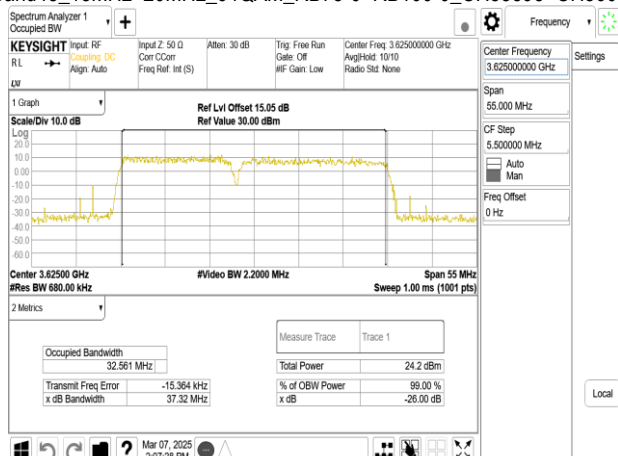 Spectrum Analyzer 1
Occupied BW
Frequency
Settings
KEYSIGHT
Input: RF
Coupling: DC
Align: Auto
Input Z: 50 Ω
Corr CCorr
Freq Ref: Int (S)
Atten: 30 dB
Trig: Free Run
Gate: Off
#IF Gain: Low
Center Freq: 3.625000000 GHz
Avg|Hold: 10/10
Radio Std: None
R L
LXI
Center Frequency
3.625000000 GHz
Span
55.000 MHz
CF Step
5.500000 MHz
Auto
Man
Freq Offset
0 Hz
Local
1 Graph
Scale/Div 10.0 dB
Ref Lvl Offset 15.05 dB
Ref Value 30.00 dBm
Log
20.0
10.0
0.00
-10.0
-20.0
-30.0
-40.0
-50.0
-60.0
Center 3.62500 GHz
#Res BW 680.00 kHz
#Video BW 2.2000 MHz
Span 55 MHz
Sweep 1.00 ms (1001 pts)
2 Metrics
Measure Trace
Trace 1
Occupied Bandwidth
32.561 MHz
Total Power
24.2 dBm
Transmit Freq Error
-15.364 kHz
% of OBW Power
99.00 %
x dB Bandwidth
37.32 MHz
x dB
-26.00 dB
?
Mar 07, 2025